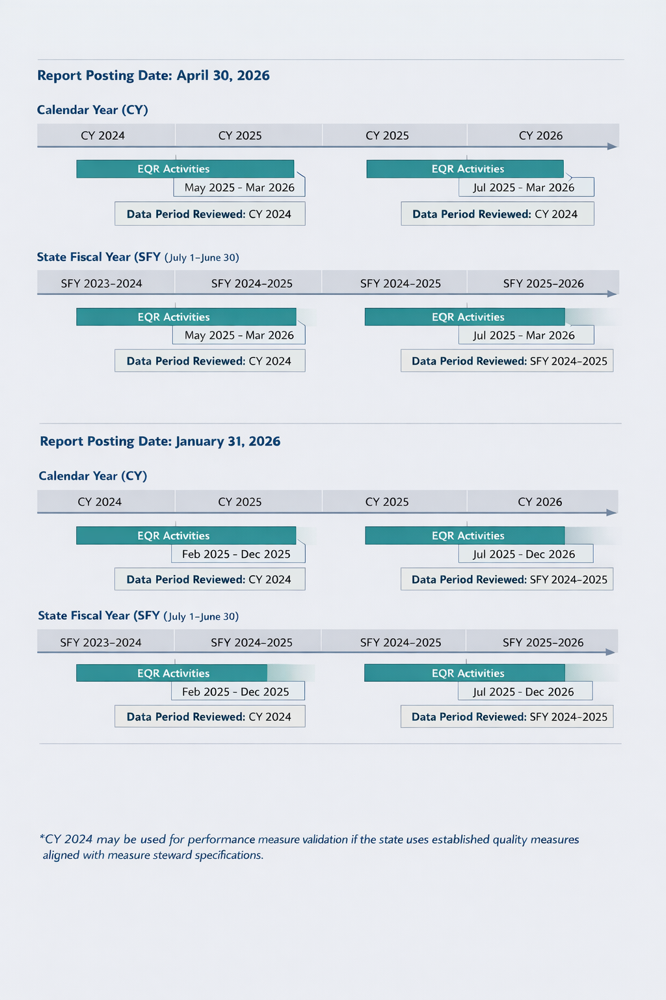 Report Posting Date: April 30, 2026
Calendar Year (CY)
CY 2024 CY 2025 CY 2025 CY 2026
EQR Activities EQR Activities
May 2025 - Mar 2026 Jul 2025 - Mar 2026
Data Period Reviewed: CY 2024 Data Period Reviewed: CY 2024
State Fiscal Year (SFY (July 1–June 30)
SFY 2023–2024 SFY 2024–2025 SFY 2024–2025 SFY 2025–2026
EQR Activities EQR Activities
May 2025 - Mar 2026 Jul 2025 - Mar 2026
Data Period Reviewed: CY 2024 Data Period Reviewed: SFY 2024–2025
Report Posting Date: January 31, 2026
Calendar Year (CY)
CY 2024 CY 2025 CY 2025 CY 2026
EQR Activities EQR Activities
Feb 2025 - Dec 2025 Jul 2025 - Dec 2026
Data Period Reviewed: CY 2024 Data Period Reviewed: SFY 2024–2025
State Fiscal Year (SFY (July 1–June 30)
SFY 2023–2024 SFY 2024–2025 SFY 2024–2025 SFY 2025–2026
EQR Activities EQR Activities
Feb 2025 - Dec 2025 Jul 2025 - Dec 2026
Data Period Reviewed: CY 2024 Data Period Reviewed: SFY 2024–2025
*CY 2024 may be used for performance measure validation if the state uses established quality measures
aligned with measure steward specifications.